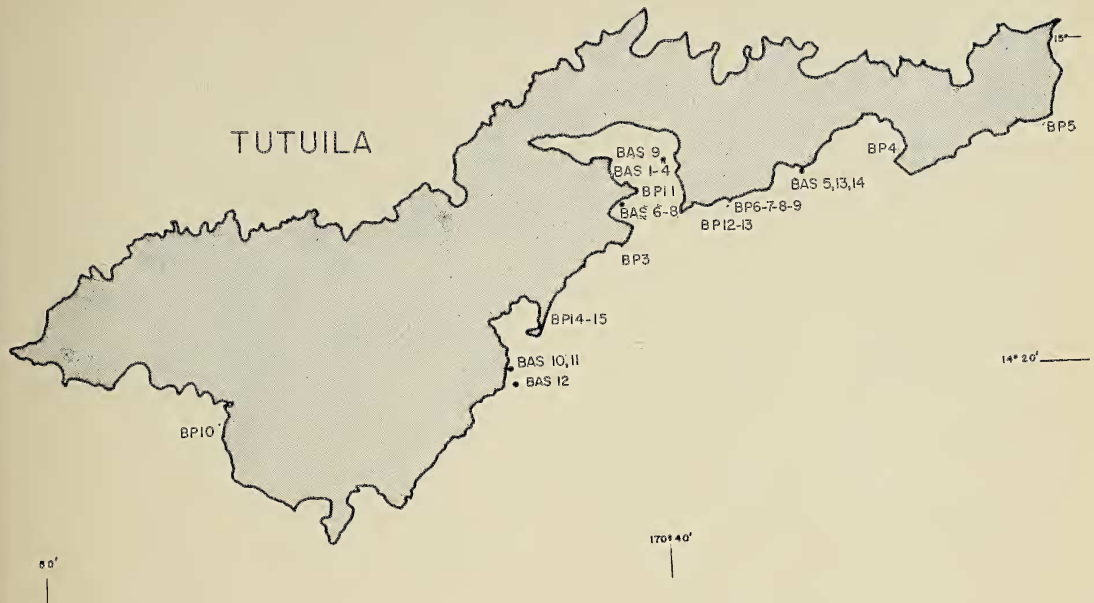 15'
TUTUILA
BP5
BAS 9
BP4
BAS 1-4
BAS 5,13,14
BP11
BP6-7-8-9
BAS 6-8
BP12-13
BP3
BP14-15
14° 20'
BAS 10,11
BAS 12
BP10
170° 40'
50'